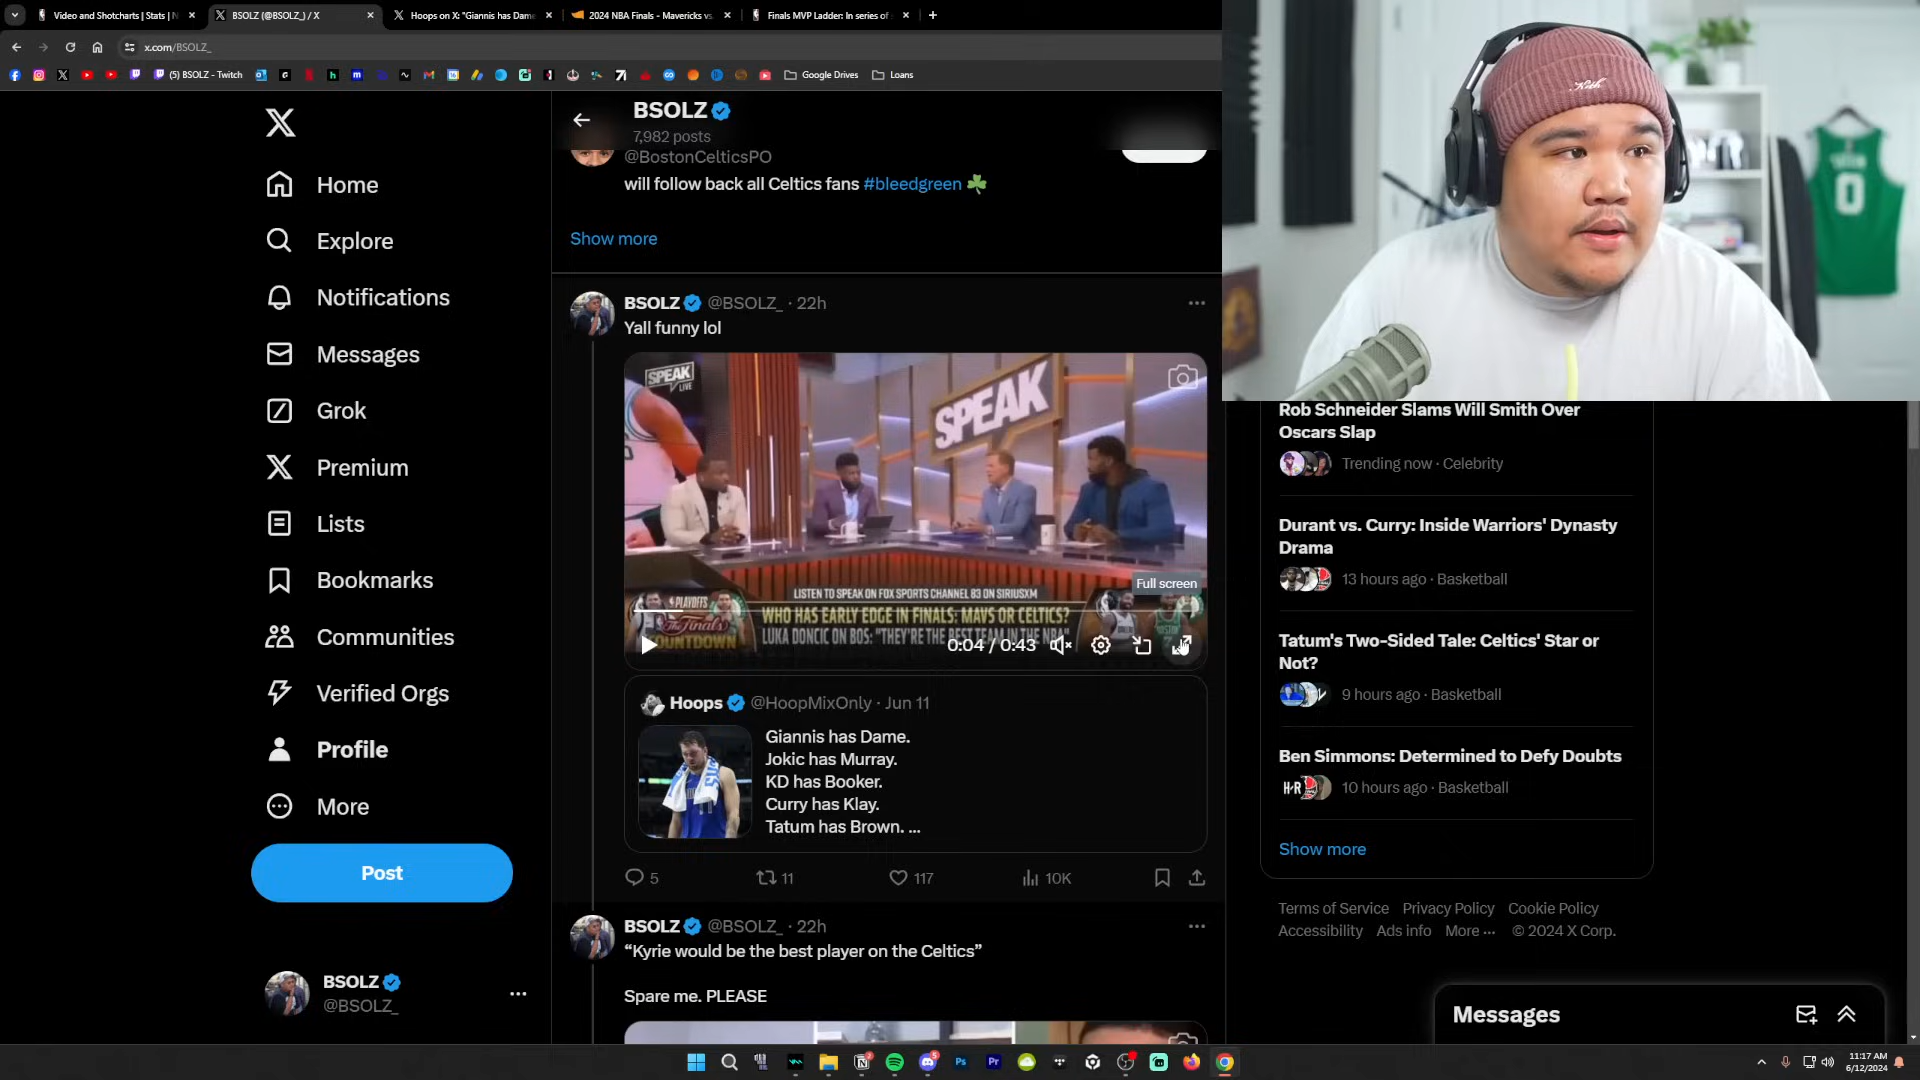 Video and Shotcharts | Stats | N
BSOLZ (@BSOLZ_) / X
Hoops on X: "Giannis has Dame
2024 NBA Finals - Mavericks vs
Finals MVP Ladder: In series of
x.com/BSOLZ_
(5) BSOLZ - Twitch
Google Drives
Loans
Home
Explore
Notifications
Messages
Grok
Premium
Lists
Bookmarks
Communities
Verified Orgs
Profile
More
Post
BSOLZ
@BSOLZ_
BSOLZ
7,982 posts
@BostonCelticsPO
will follow back all Celtics fans #bleedgreen ☘️
Show more
BSOLZ @BSOLZ_ · 22h
Yall funny lol
SPEAK
LIVE
SPEAK
Full screen
LISTEN TO SPEAK ON FOX SPORTS CHANNEL 83 ON SIRIUSXM
PLAYOFFS
The Finals
COUNTDOWN
WHO HAS EARLY EDGE IN FINALS: MAVS OR CELTICS?
LUKA DONCIC ON BOS: "THEY'RE THE BEST TEAM IN THE NBA"
0:04 / 0:43
Hoops @HoopMixOnly · Jun 11
Giannis has Dame.
Jokic has Murray.
KD has Booker.
Curry has Klay.
Tatum has Brown. ...
5 11 117 10K
BSOLZ @BSOLZ_ · 22h
“Kyrie would be the best player on the Celtics”
Spare me. PLEASE
Kith
0
Rob Schneider Slams Will Smith Over
Oscars Slap
Trending now · Celebrity
Durant vs. Curry: Inside Warriors' Dynasty
Drama
13 hours ago · Basketball
Tatum's Two-Sided Tale: Celtics' Star or
Not?
9 hours ago · Basketball
Ben Simmons: Determined to Defy Doubts
10 hours ago · Basketball
Show more
Terms of Service Privacy Policy Cookie Policy
Accessibility Ads info More ··· © 2024 X Corp.
Messages
11:17 AM
6/12/2024